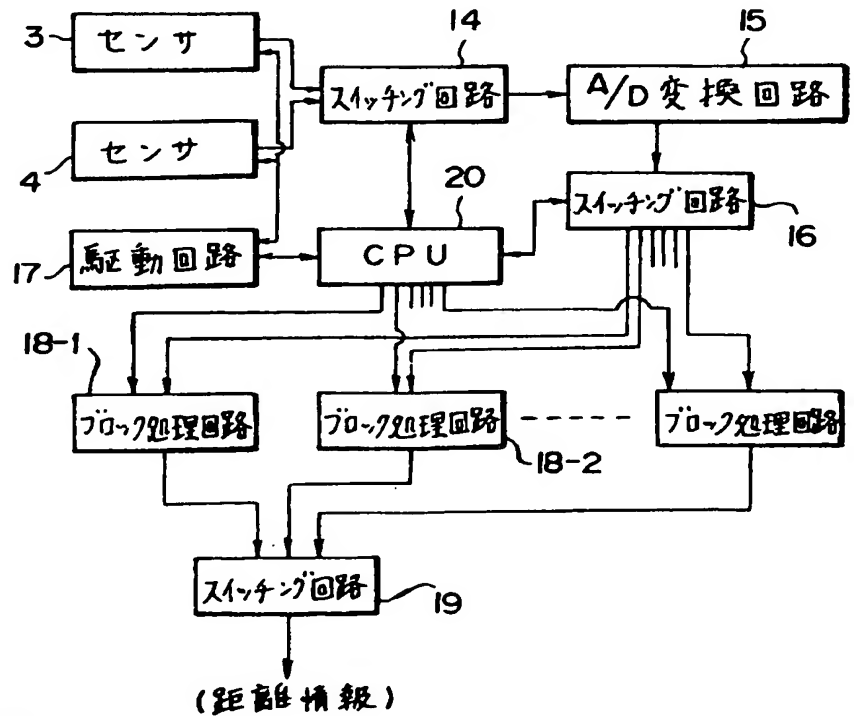 3
センサ
14
スイッチング回路
15
A/D変換回路
4
センサ
20
スイッチング回路
16
17
駆動回路
CPU
18-1
ブロック処理回路
ブロック処理回路
18-2
ブロック処理回路
スイッチング回路
19
(距離情報)